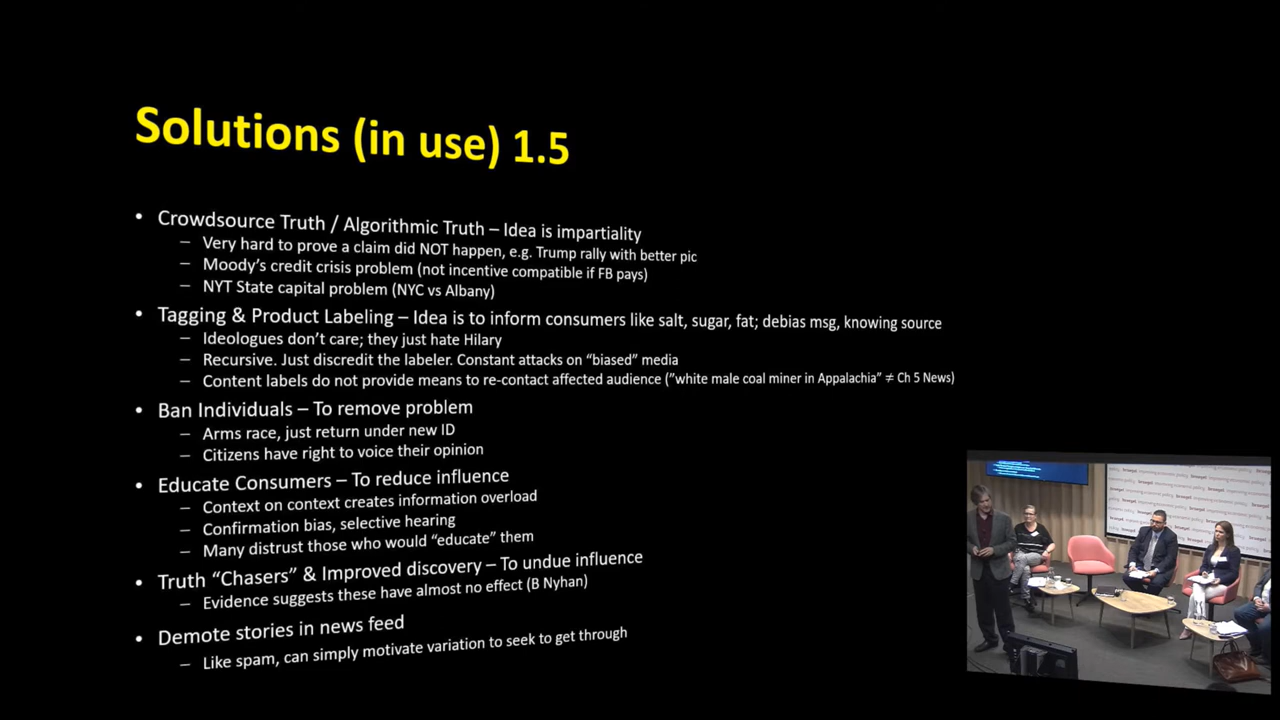 Solutions (in use) 1.5
• Crowdsource Truth / Algorithmic Truth – Idea is impartiality
– Very hard to prove a claim did NOT happen, e.g. Trump rally with better pic
– Moody's credit crisis problem (not incentive compatible if FB pays)
– NYT State capital problem (NYC vs Albany)
• Tagging & Product Labeling – Idea is to inform consumers like salt, sugar, fat; debias msg, knowing source
– Ideologues don't care; they just hate Hilary
– Recursive. Just discredit the labeler. Constant attacks on "biased" media
– Content labels do not provide means to re-contact affected audience ("white male coal miner in Appalachia" ≠ Ch 5 News)
• Ban Individuals – To remove problem
– Arms race, just return under new ID
– Citizens have right to voice their opinion
• Educate Consumers – To reduce influence
– Context on context creates information overload
– Confirmation bias, selective hearing
– Many distrust those who would "educate" them
• Truth "Chasers" & Improved discovery – To undue influence
– Evidence suggests these have almost no effect (B Nyhan)
• Demote stories in news feed
– Like spam, can simply motivate variation to seek to get through